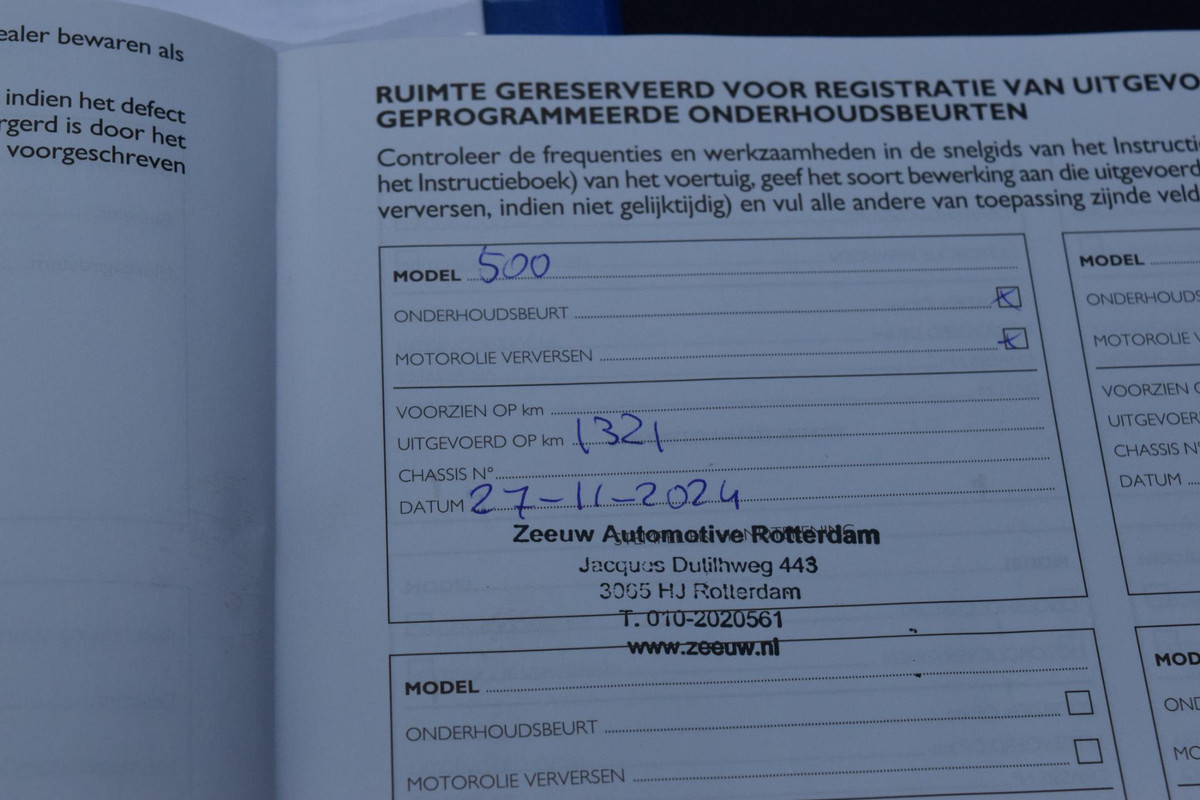 ealer bewaren als
indien het defect
rgerd is door het
voorgeschreven
RUIMTE GERESERVEERD VOOR REGISTRATIE VAN UITGEVO
GEPROGRAMMEERDE ONDERHOUDSBEURTEN
Controleer de frequenties en werkzaamheden in de snelgids van het Instructi
het Instructieboek) van het voertuig, geef het soort bewerking aan die uitgevoerd
verversen, indien niet gelijktijdig) en vul alle andere van toepassing zijnde veld
MODEL 500
ONDERHOUDSBEURT
MOTOROLIE VERVERSEN
VOORZIEN OP km
UITGEVOERD OP km 1321
CHASSIS N°
DATUM 27-11-2024
Zeeuw Automotive Rotterdam
Jacques Dutilhweg 443
3065 HJ Rotterdam
T. 010-2020561
www.zeeuw.nl
MODEL
ONDERHOUDS
MOTOROLIE V
VOORZIEN O
UITGEVOER
CHASSIS N°
DATUM
MODEL
ONDERHOUDSBEURT
MOTOROLIE VERVERSEN
MOD
OND
MO